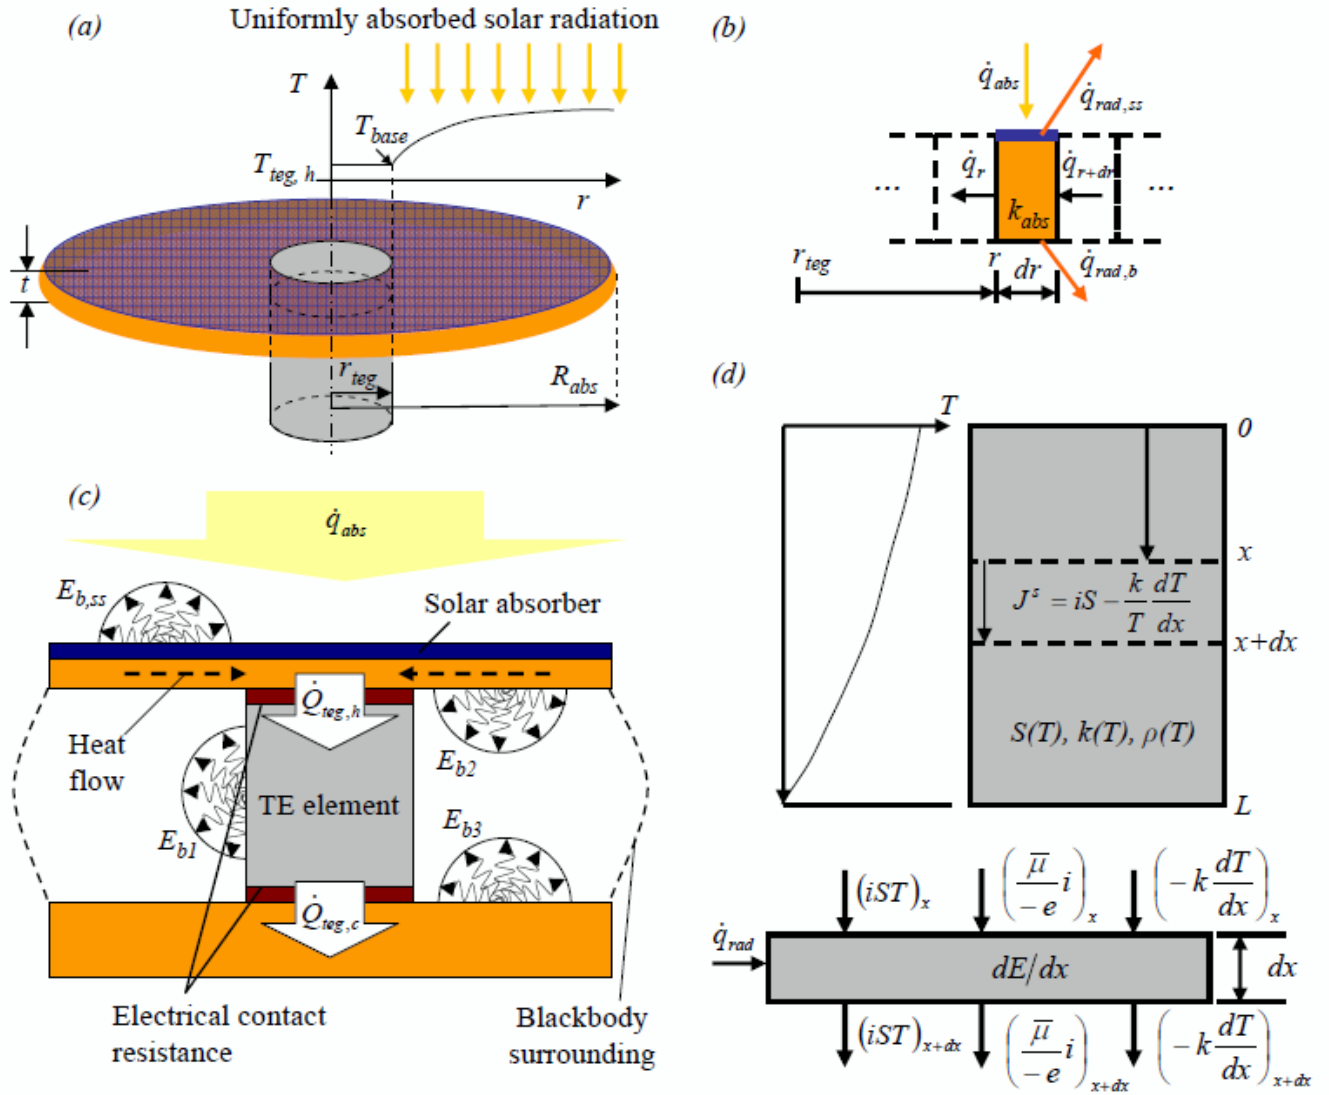 (a)
Uniformly absorbed solar radiation
T
T_base
T_teg, h
r
t
r_teg
R_abs
(b)
q̇_abs
q̇_rad,ss
q̇_r
q̇_r+dr
...
...
k_abs
r_teg
r
dr
q̇_rad,b
(c)
q̇_abs
E_b,ss
Solar absorber
Q̇_teg,h
Heat
flow
E_b2
TE element
E_b1
E_b3
Q̇_teg,c
Electrical contact
resistance
Blackbody
surrounding
(d)
T
0
x
J^s = iS − (k/T)(dT/dx)
x+dx
S(T), k(T), ρ(T)
L
(iST)_x
(μ̄/−e i)_x
(−k dT/dx)_x
q̇_rad
dE/dx
dx
(iST)_x+dx
(μ̄/−e i)_x+dx
(−k dT/dx)_x+dx